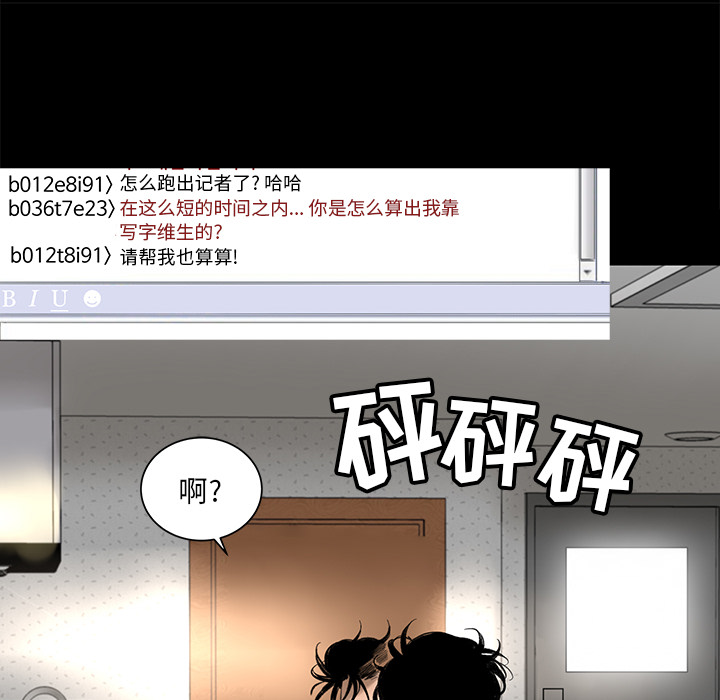 b012e8i91〉怎么跑出记者了? 哈哈
b036t7e23〉在这么短的时间之内... 你是怎么算出我靠
写字维生的?
b012t8i91〉请帮我也算算!
B I U
砰砰砰
啊?